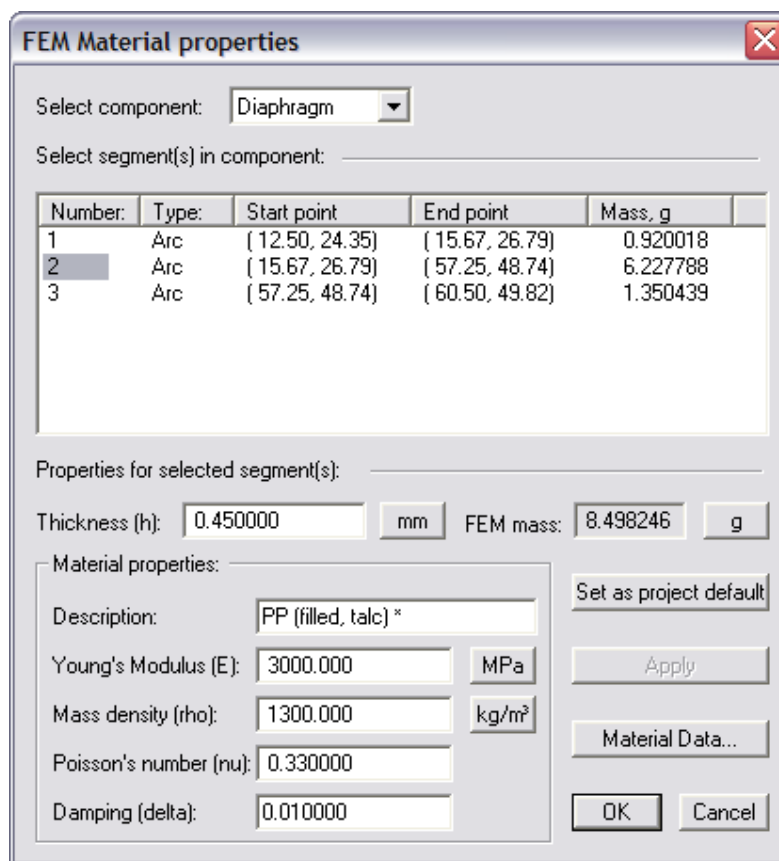 FEM Material properties
Select component: Diaphragm
Select segment(s) in component:
Number: Type: Start point End point Mass, g
1 Arc ( 12.50, 24.35) ( 15.67, 26.79) 0.920018
2 Arc ( 15.67, 26.79) ( 57.25, 48.74) 6.227788
3 Arc ( 57.25, 48.74) ( 60.50, 49.82) 1.350439
Properties for selected segment(s):
Thickness (h): 0.450000 mm FEM mass: 8.498246 g
Material properties:
Set as project default
Description: PP (filled, talc) *
Young's Modulus (E): 3000.000 MPa Apply
Mass density (rho): 1300.000 kg/m³
Material Data...
Poisson's number (nu): 0.330000
Damping (delta): 0.010000 OK Cancel